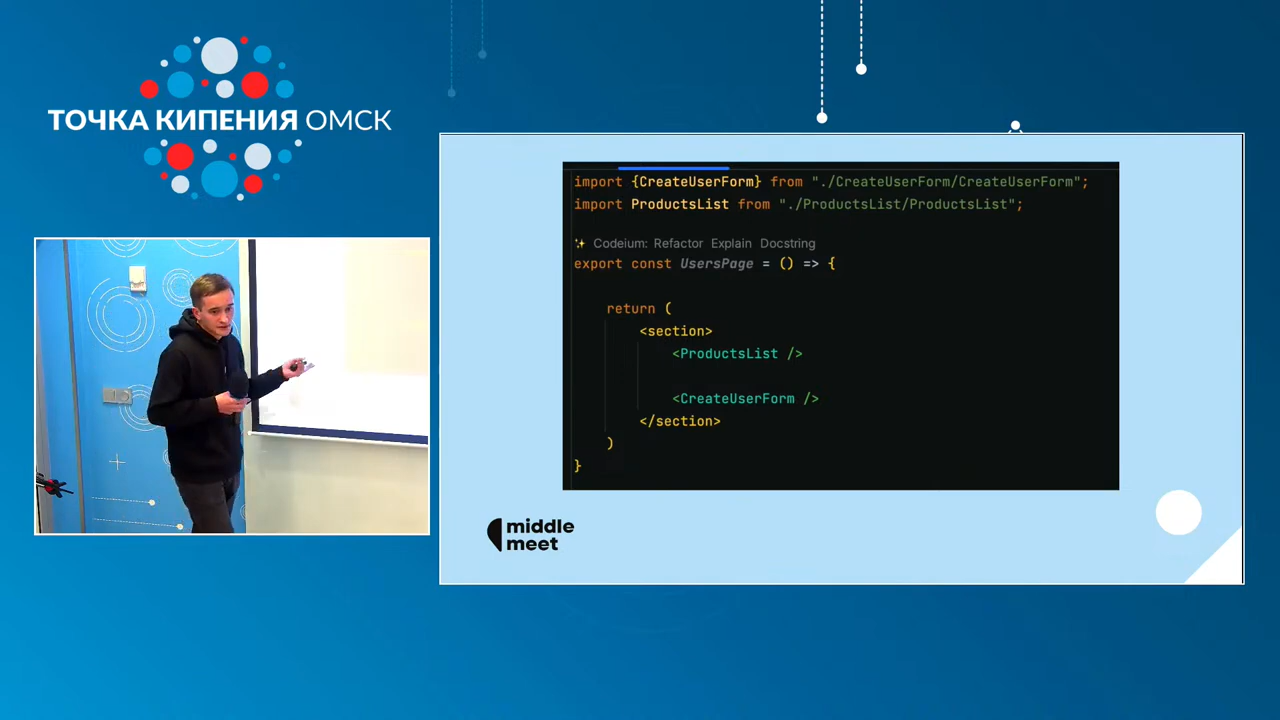 ТОЧКА КИПЕНИЯ ОМСК
import {CreateUserForm} from "./CreateUserForm/CreateUserForm";
import ProductsList from "./ProductsList/ProductsList";
Codeium: Refactor Explain Docstring
export const UsersPage = () => {
return (
<section>
<ProductsList />
<CreateUserForm />
</section>
)
}
middle
meet